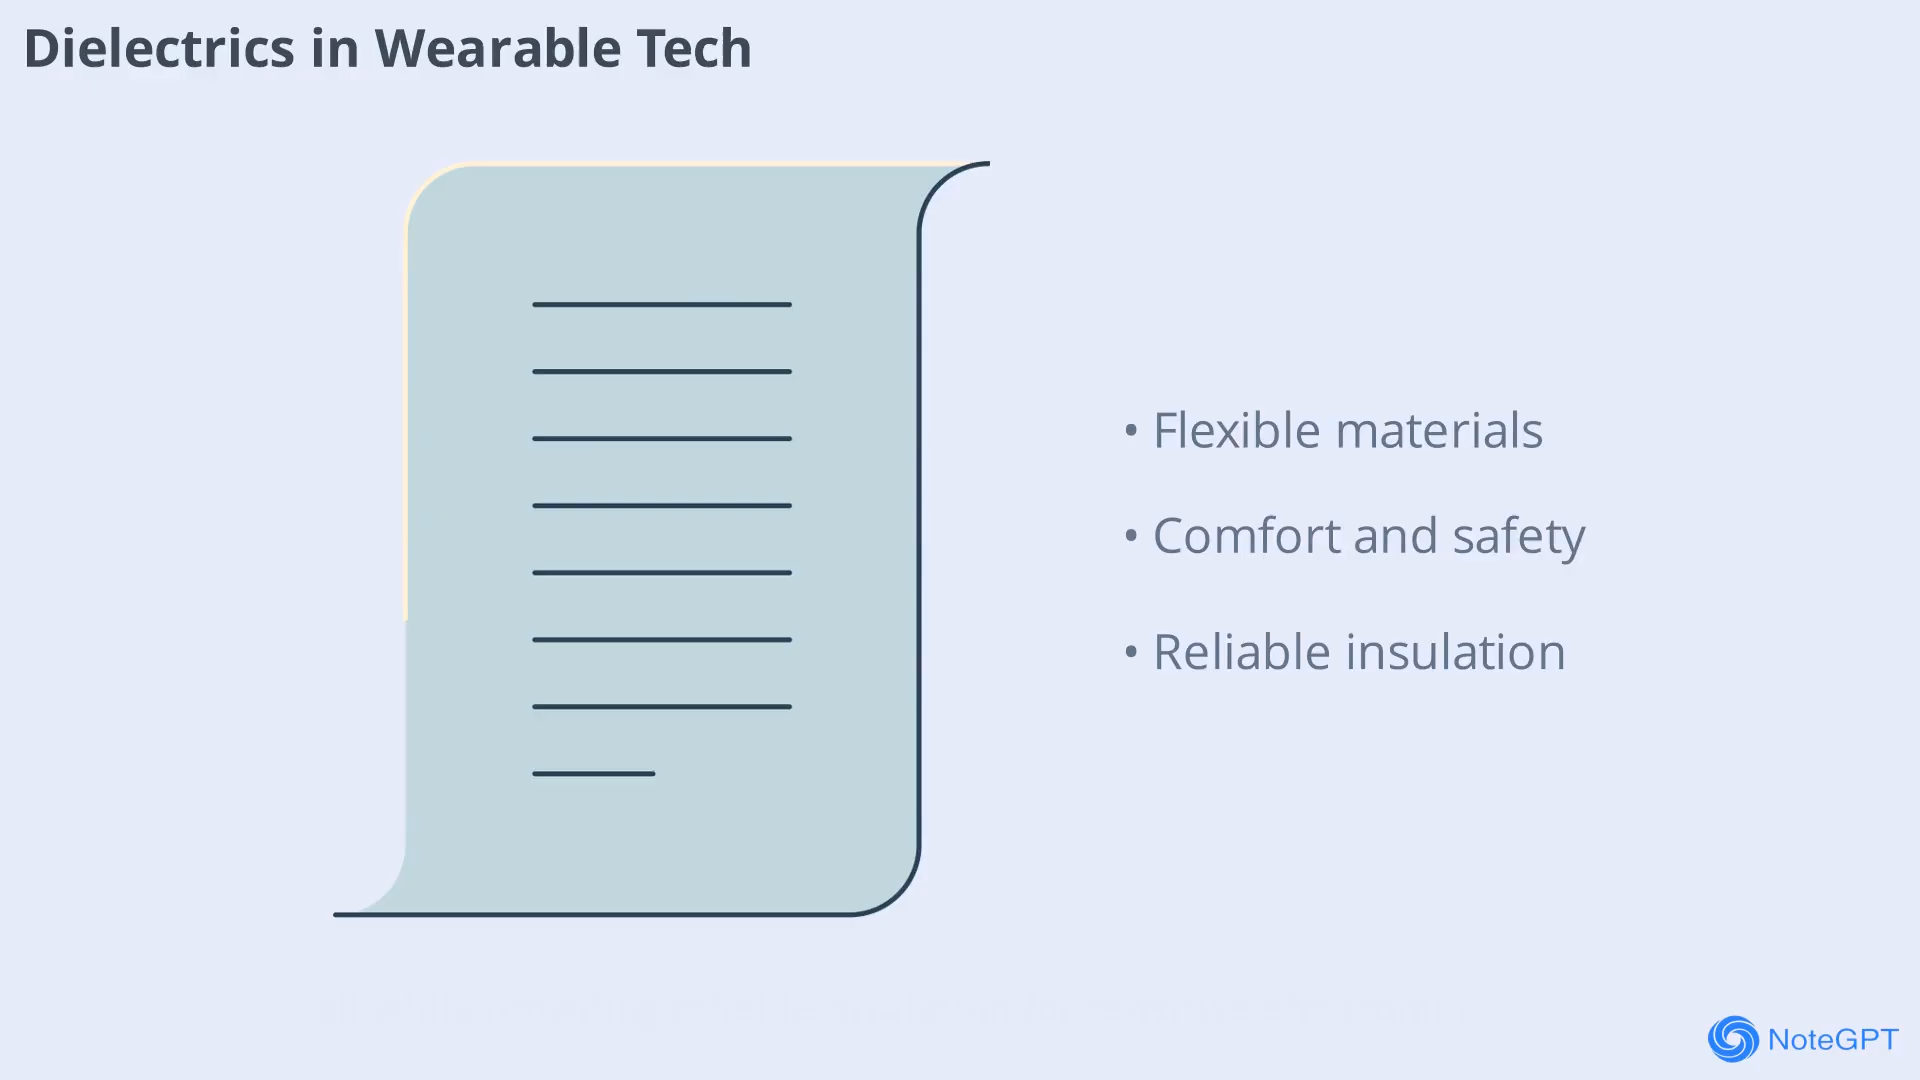 Dielectrics in Wearable Tech
• Flexible materials
• Comfort and safety
• Reliable insulation
NoteGPT